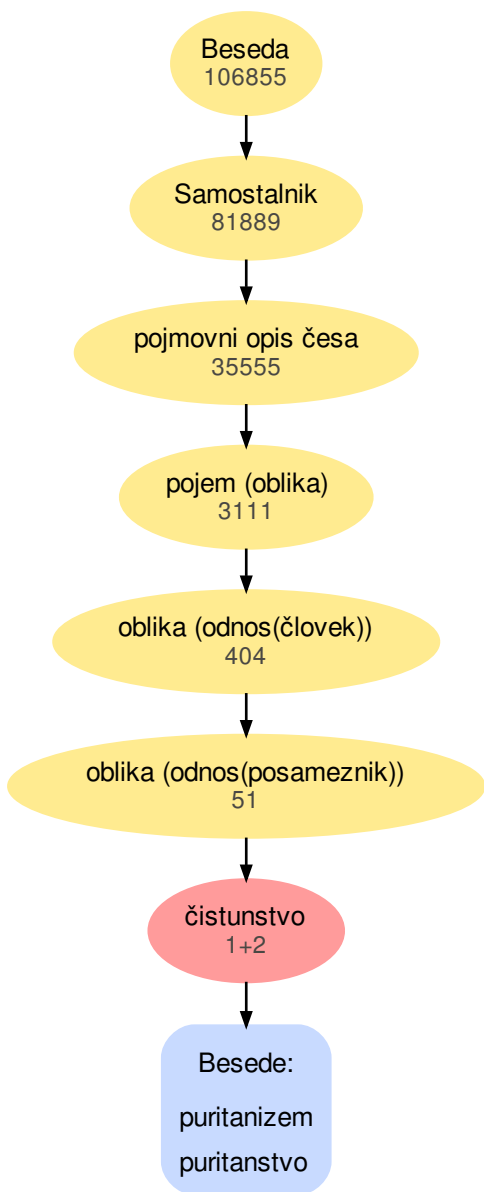 Beseda
106855
Samostalnik
81889
pojmovni opis česa
35555
pojem (oblika)
3111
oblika (odnos(človek))
404
oblika (odnos(posameznik))
51
čistunstvo
1+2
Besede:
puritanizem
puritanstvo